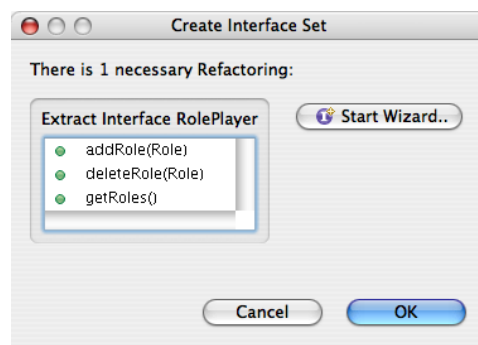 Create Interface Set
There is 1 necessary Refactoring:
Extract Interface RolePlayer
Start Wizard..
addRole(Role)
deleteRole(Role)
getRoles()
Cancel
OK